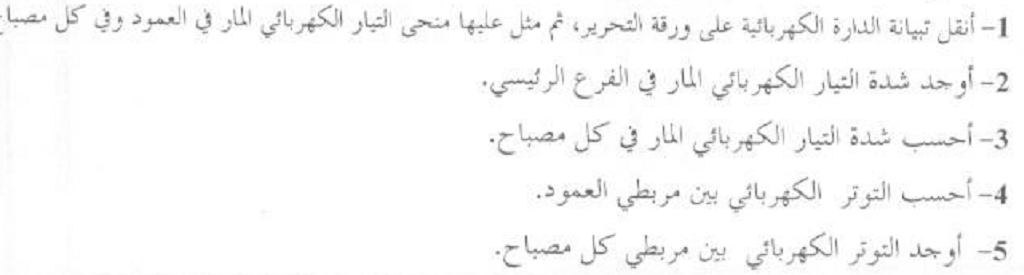 1- أنقل تبيانة الدارة الكهربائية على ورقة التحرير، ثم مثل عليها منحى التيار الكهربائي المار في العمود وفي كل مصباح
2- أوجد شدة التيار الكهربائي المار في الفرع الرئيسي.
3- أحسب شدة التيار الكهربائي المار في كل مصباح.
4- أحسب التوتر الكهربائي بين مربطي العمود.
5- أوجد التوتر الكهربائي بين مربطي كل مصباح.